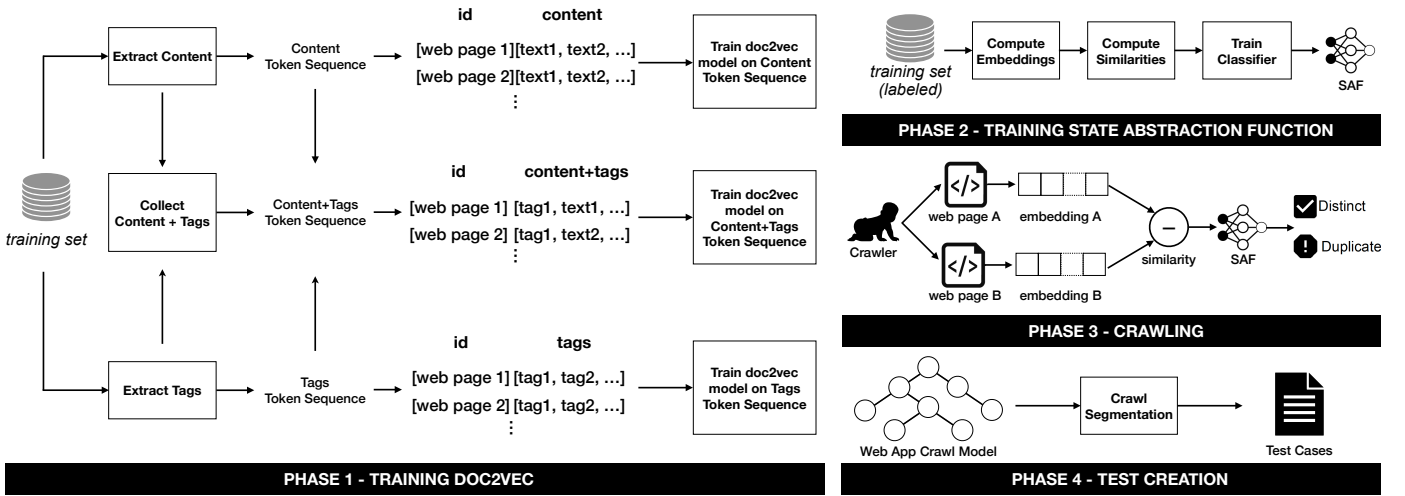 id content
Extract Content
Content
Token Sequence
[web page 1][text1, text2, ...]
[web page 2][text1, text2, ...]
⋮
Train doc2vec
model on Content
Token Sequence
training set
Collect
Content + Tags
Content+Tags
Token Sequence
id content+tags
[web page 1] [tag1, text1, ...]
[web page 2] [tag1, text2, ...]
⋮
Train doc2vec
model on
Content+Tags
Token Sequence
Extract Tags
Tags
Token Sequence
id tags
[web page 1] [tag1, tag2, ...]
[web page 2] [tag1, tag2, ...]
⋮
Train doc2vec
model on Tags
Token Sequence
PHASE 1 - TRAINING DOC2VEC
training set
(labeled)
Compute
Embeddings
Compute
Similarities
Train
Classifier
SAF
PHASE 2 - TRAINING STATE ABSTRACTION FUNCTION
Crawler
</>
web page A
embedding A
</>
web page B
embedding B
–
similarity
SAF
Distinct
! Duplicate
PHASE 3 - CRAWLING
Web App Crawl Model
Crawl
Segmentation
Test Cases
PHASE 4 - TEST CREATION